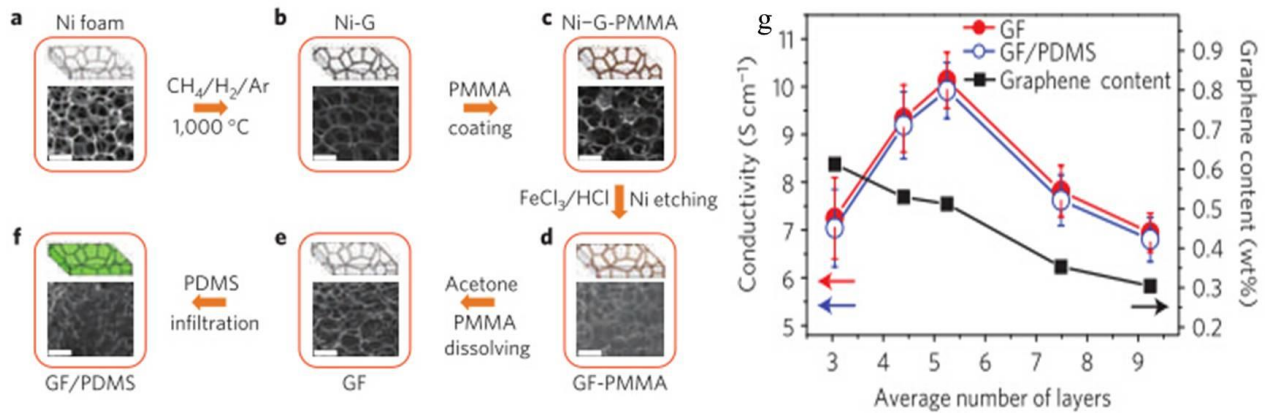 a
Ni foam
CH₄/H₂/Ar
1,000 °C
b
Ni-G
PMMA
coating
c
Ni–G-PMMA
FeCl₃/HCl
Ni etching
d
GF-PMMA
Acetone
PMMA
dissolving
e
GF
PDMS
infiltration
f
GF/PDMS
g
GF
GF/PDMS
Graphene content
Conductivity (S cm⁻¹)
11
10
9
8
7
6
5
3
4
5
6
7
8
9
Average number of layers
0.9
0.8
0.7
0.6
0.5
0.4
0.3
0.2
Graphene content (wt%)